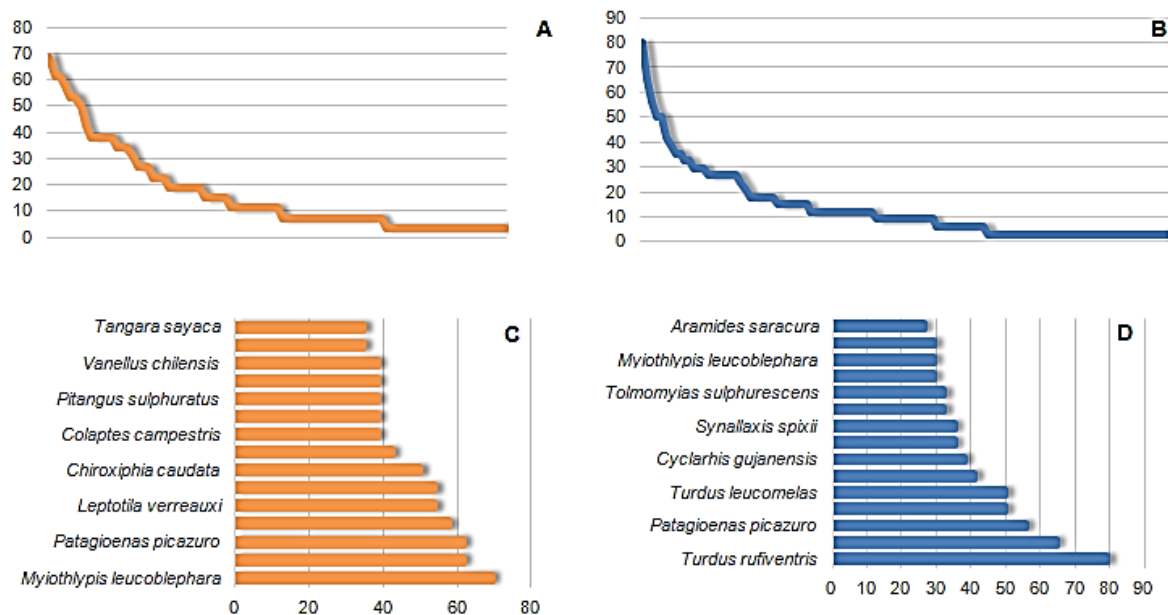 A
80
70
60
50
40
30
20
10
0
B
90
80
70
60
50
40
30
20
10
0
C
Tangara sayaca
Vanellus chilensis
Pitangus sulphuratus
Colaptes campestris
Chiroxiphia caudata
Leptotila verreauxi
Patagioenas picazuro
Myiothlypis leucoblephara
0 20 40 60 80
D
Aramides saracura
Myiothlypis leucoblephara
Tolmomyias sulphurescens
Synallaxis spixii
Cyclarhis gujanensis
Turdus leucomelas
Patagioenas picazuro
Turdus rufiventris
0 10 20 30 40 50 60 70 80 90